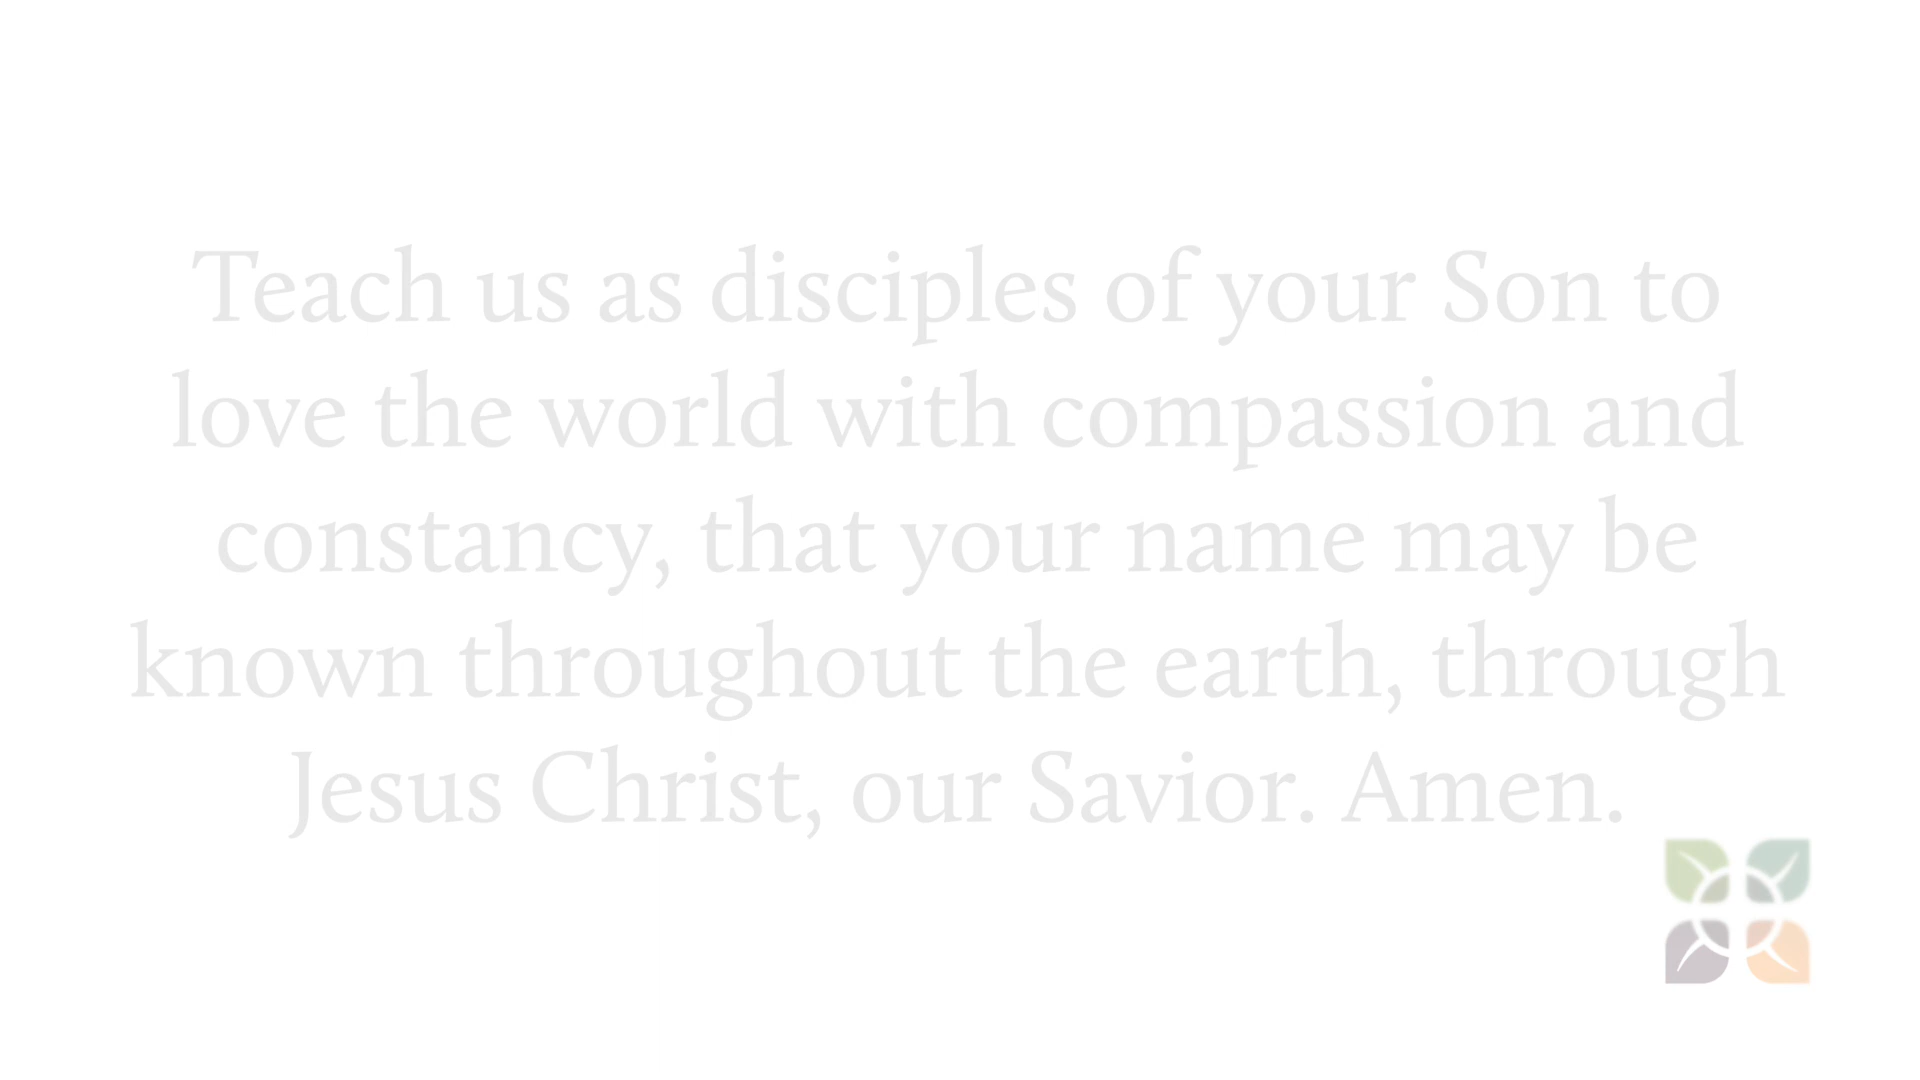 Teach us as disciples of your Son to
love the world with compassion and
constancy, that your name may be
known throughout the earth, through
Jesus Christ, our Savior. Amen.